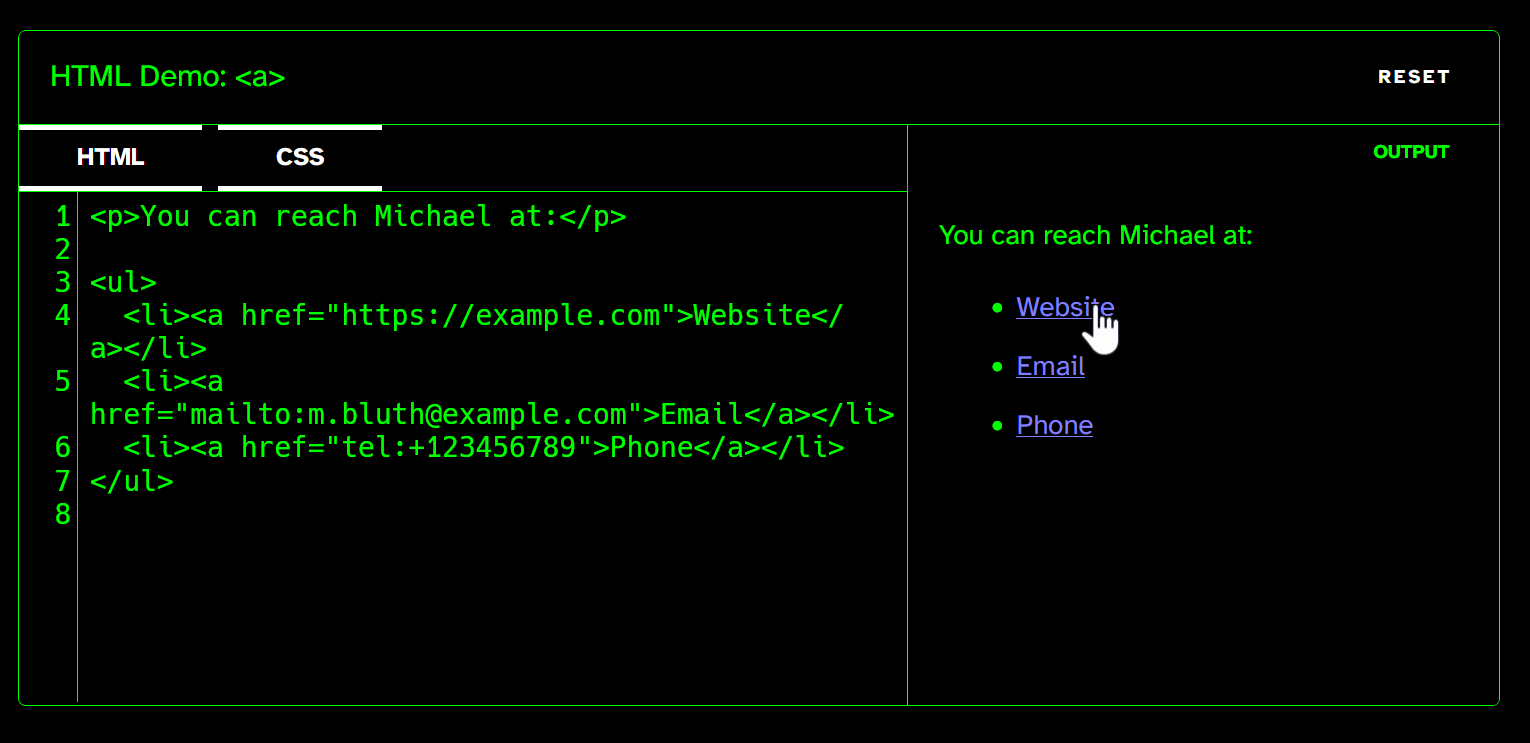 HTML Demo: <a>
RESET
HTML
CSS
1 <p>You can reach Michael at:</p>
2
3 <ul>
4   <li><a href="https://example.com">Website</
a></li>
5   <li><a
href="mailto:m.bluth@example.com">Email</a></li>
6   <li><a href="tel:+123456789">Phone</a></li>
7 </ul>
8
OUTPUT
You can reach Michael at:
• Website
• Email
• Phone